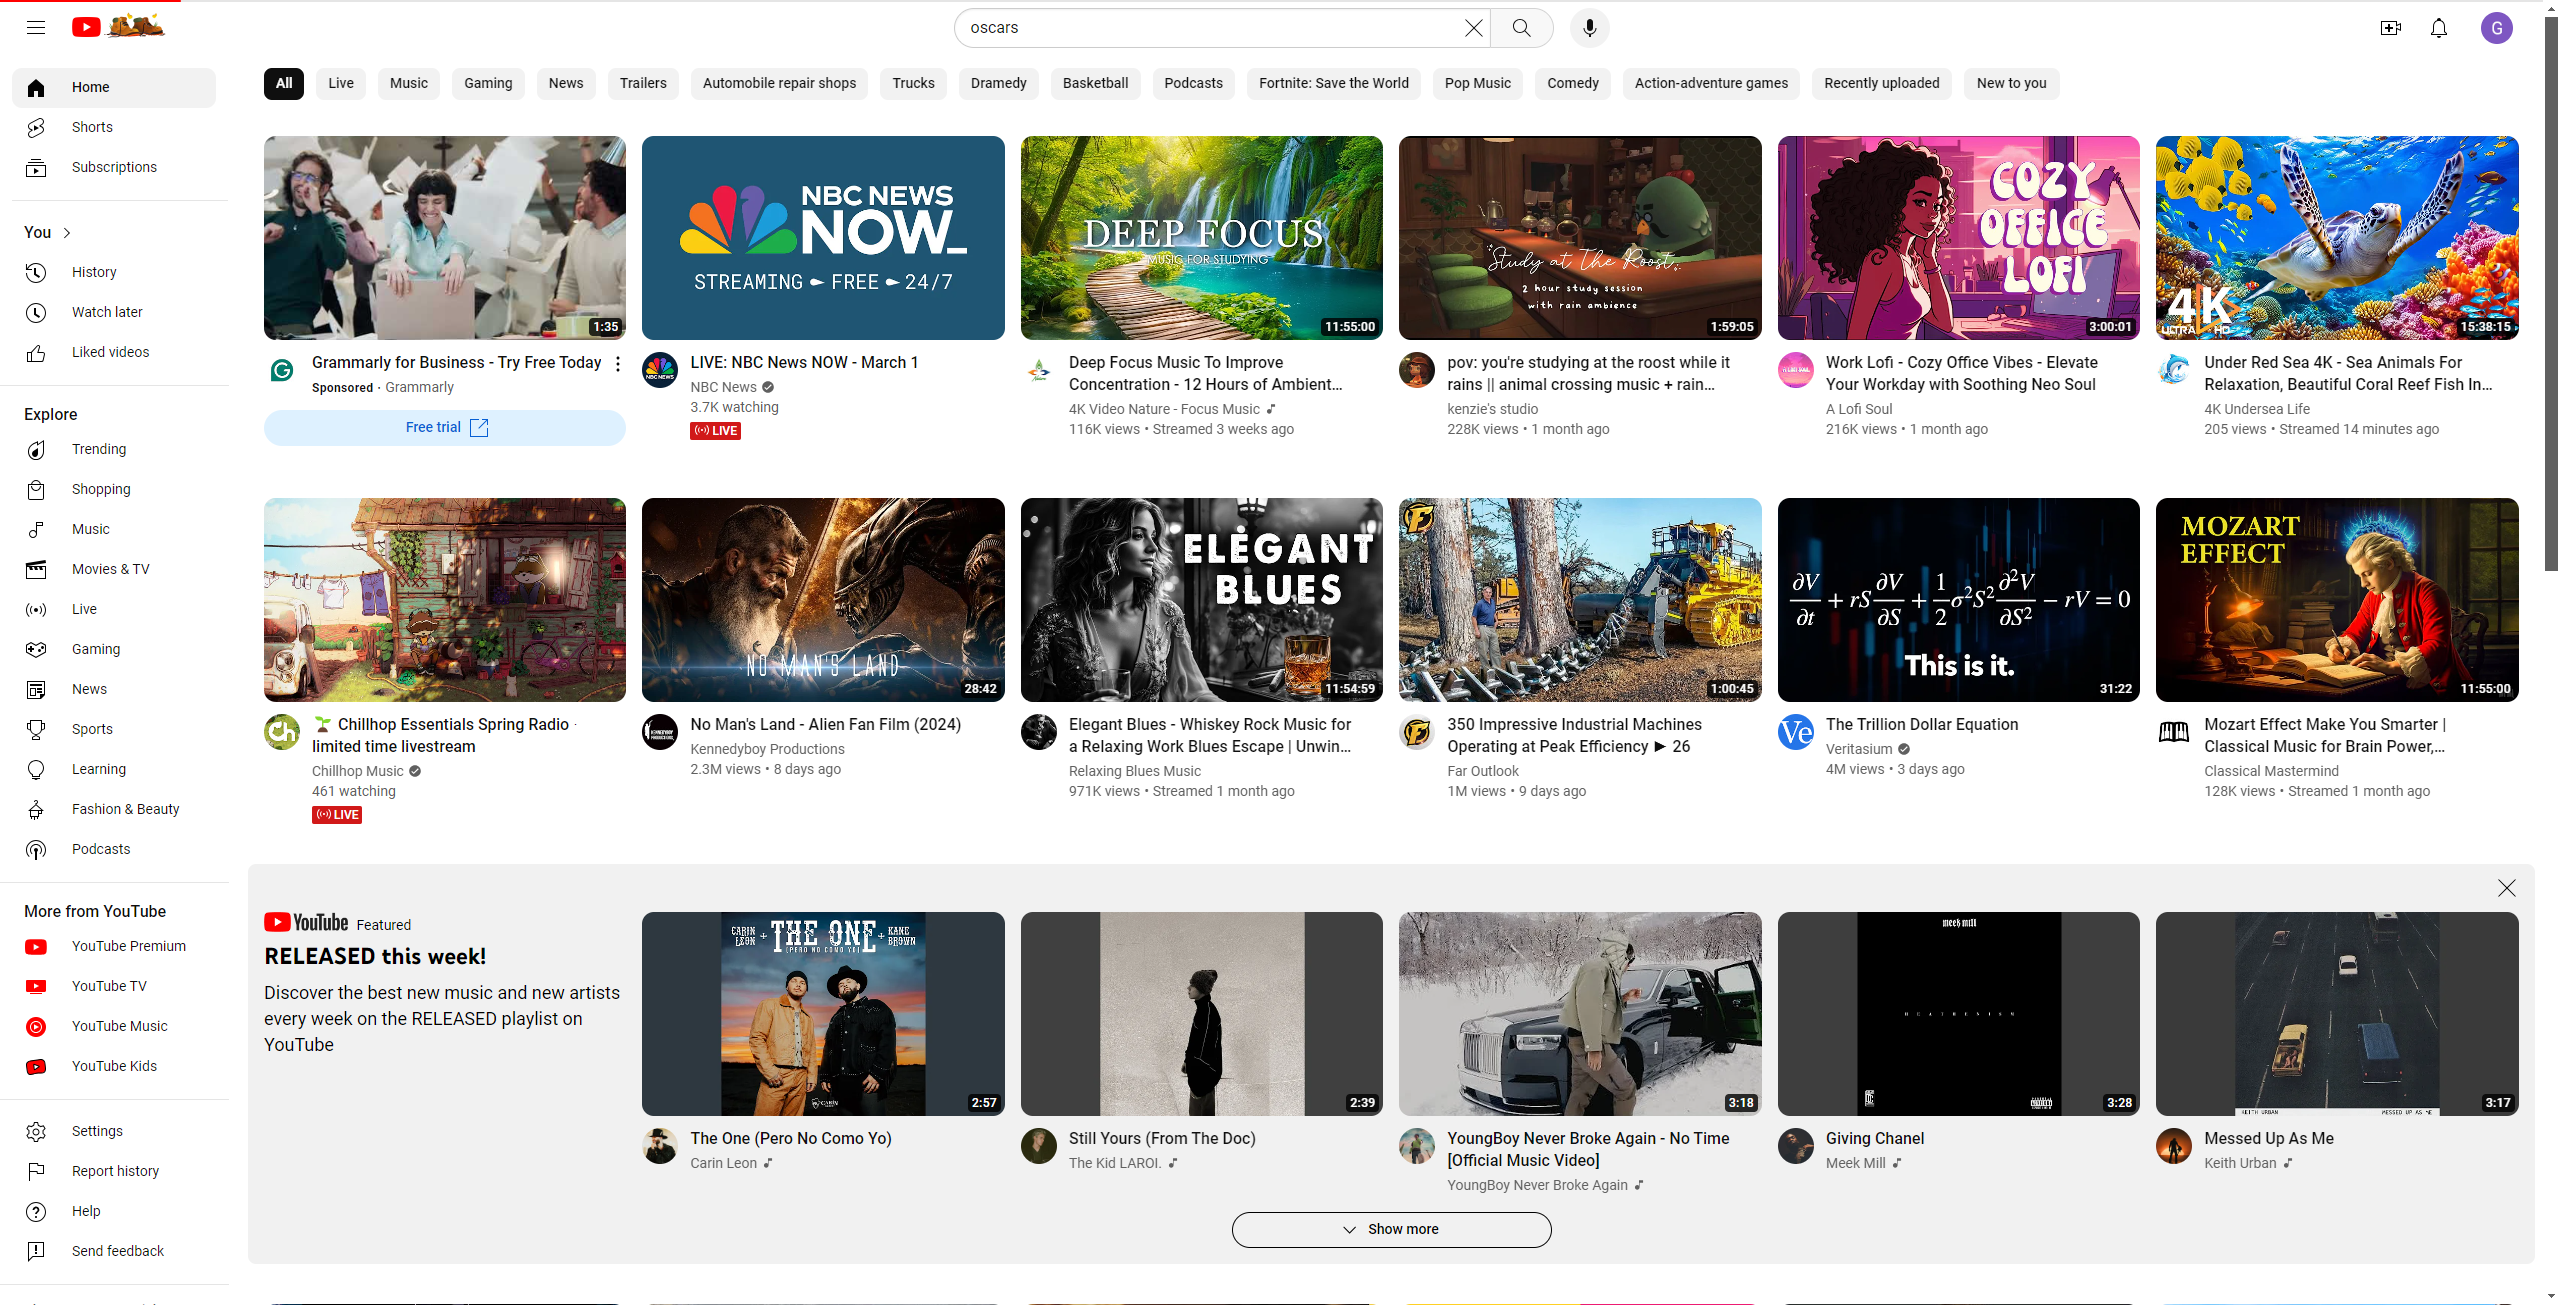 oscars
G
All
Live
Music
Gaming
News
Trailers
Automobile repair shops
Trucks
Dramedy
Basketball
Podcasts
Fortnite: Save the World
Pop Music
Comedy
Action-adventure games
Recently uploaded
New to you
Home
Shorts
Subscriptions
You
History
Watch later
Liked videos
Explore
Trending
Shopping
Music
Movies & TV
Live
Gaming
News
Sports
Learning
Fashion & Beauty
Podcasts
More from YouTube
YouTube Premium
YouTube TV
YouTube Music
YouTube Kids
Settings
Report history
Help
Send feedback
1:35
Grammarly for Business - Try Free Today
Sponsored · Grammarly
Free trial
NBC NEWS
NOW_
STREAMING FREE 24/7
LIVE: NBC News NOW - March 1
NBC News
3.7K watching
LIVE
DEEP FOCUS
MUSIC FOR STUDYING
11:55:00
Deep Focus Music To Improve
Concentration - 12 Hours of Ambient...
4K Video Nature - Focus Music
116K views • Streamed 3 weeks ago
Study at The Roost
2 hour study session
with rain ambience
1:59:05
pov: you're studying at the roost while it
rains || animal crossing music + rain...
kenzie's studio
228K views • 1 month ago
COZY
OFFICE
LOFI
3:00:01
Work Lofi - Cozy Office Vibes - Elevate
Your Workday with Soothing Neo Soul
A Lofi Soul
216K views • 1 month ago
4K
ULTRA HD
15:38:15
Under Red Sea 4K - Sea Animals For
Relaxation, Beautiful Coral Reef Fish In...
4K Undersea Life
205 views • Streamed 14 minutes ago
Ch
🌱 Chillhop Essentials Spring Radio ·
limited time livestream
Chillhop Music
461 watching
LIVE
NO MAN'S LAND
28:42
No Man's Land - Alien Fan Film (2024)
Kennedyboy Productions
2.3M views • 8 days ago
ELEGANT
BLUES
11:54:59
Elegant Blues - Whiskey Rock Music for
a Relaxing Work Blues Escape | Unwin...
Relaxing Blues Music
971K views • Streamed 1 month ago
F
1:00:45
350 Impressive Industrial Machines
Operating at Peak Efficiency ► 26
Far Outlook
1M views • 9 days ago
∂V/∂t + rS ∂V/∂S + 1/2 σ²S² ∂²V/∂S² − rV = 0
This is it.
31:22
Ve
The Trillion Dollar Equation
Veritasium
4M views • 3 days ago
MOZART
EFFECT
11:55:00
Mozart Effect Make You Smarter |
Classical Music for Brain Power,...
Classical Mastermind
128K views • Streamed 1 month ago
YouTube Featured
RELEASED this week!
Discover the best new music and new artists
every week on the RELEASED playlist on
YouTube
CARIN LEON + THE ONE + KANE BROWN
(PERO NO COMO YO)
2:57
The One (Pero No Como Yo)
Carin Leon
2:39
Still Yours (From The Doc)
The Kid LAROI.
3:18
YoungBoy Never Broke Again - No Time
[Official Music Video]
YoungBoy Never Broke Again
meek mill
HEATHENISM
3:28
Giving Chanel
Meek Mill
KEITH URBAN
MESSED UP AS ME
3:17
Messed Up As Me
Keith Urban
Show more